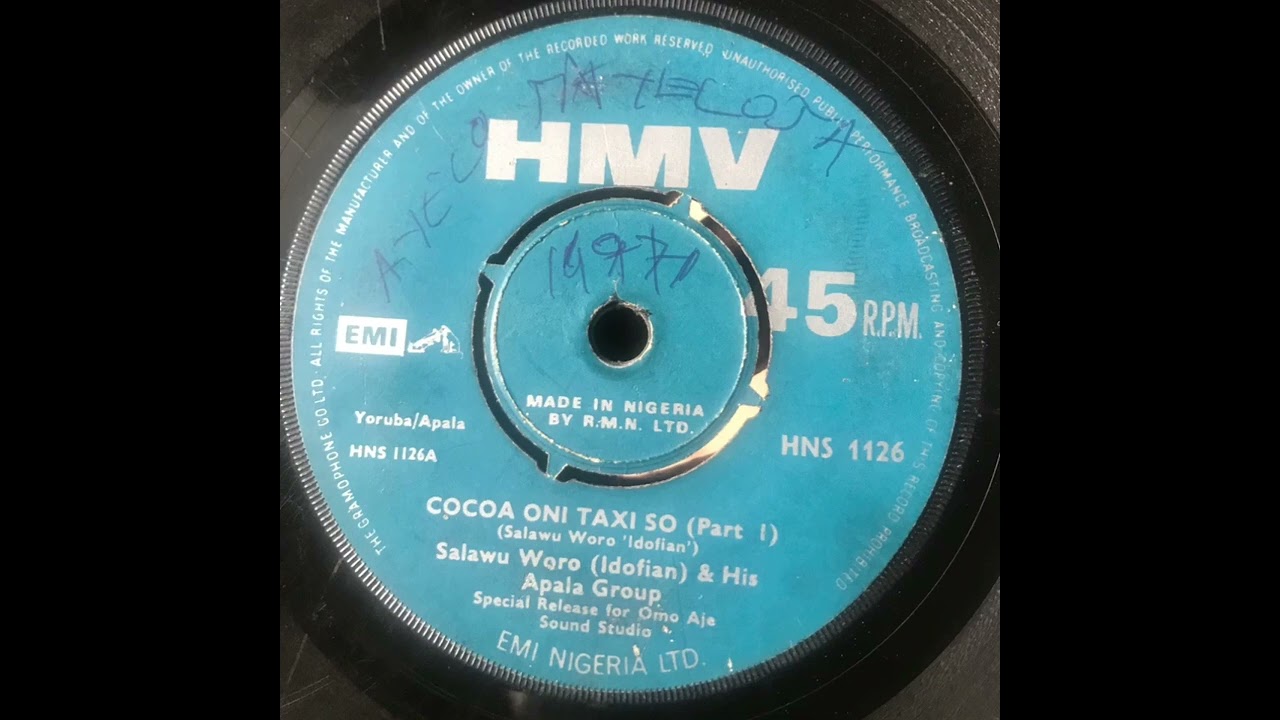 THE GRAMOPHONE CO LTD. ALL RIGHTS OF THE MANUFACTURER AND OF THE OWNER OF THE RECORDED WORK RESERVED UNAUTHORISED PUBLIC PERFORMANCE BROADCASTING AND COPYING OF THIS RECORD PROHIBITED
HMV
45 R.P.M.
EMI
MADE IN NIGERIA
BY R.M.N. LTD.
Yoruba/Apala
HNS 1126A
HNS 1126
COCOA ONI TAXI SO (Part 1)
(Salawu Woro 'Idofian')
Salawu Woro (Idofian) & His
Apala Group
Special Release for Omo Aje
Sound Studio
EMI NIGERIA LTD.